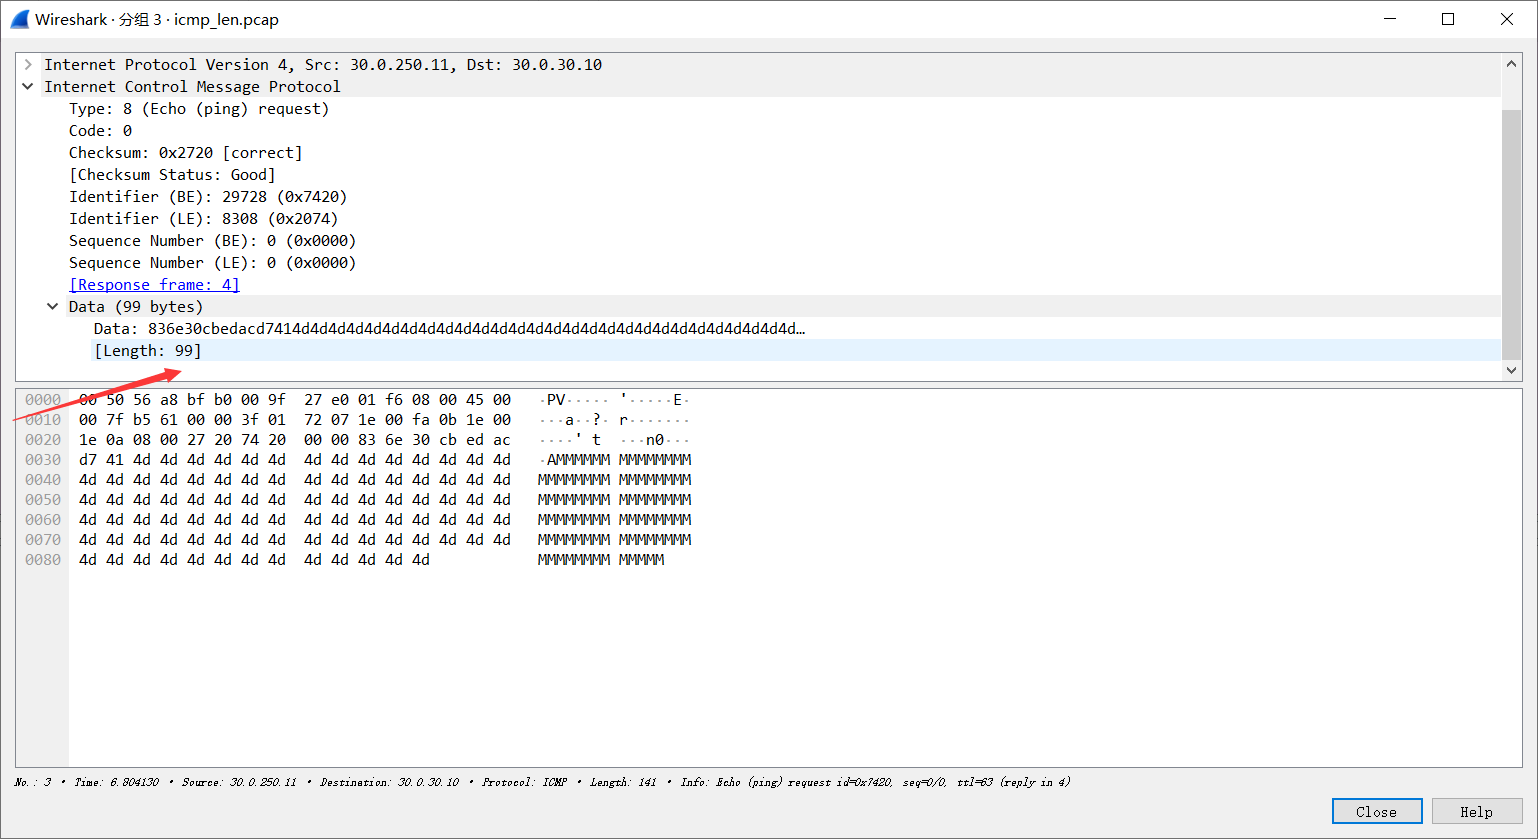 Wireshark · 分组 3 · icmp_len.pcap
Internet Protocol Version 4, Src: 30.0.250.11, Dst: 30.0.30.10
Internet Control Message Protocol
Type: 8 (Echo (ping) request)
Code: 0
Checksum: 0x2720 [correct]
[Checksum Status: Good]
Identifier (BE): 29728 (0x7420)
Identifier (LE): 8308 (0x2074)
Sequence Number (BE): 0 (0x0000)
Sequence Number (LE): 0 (0x0000)
[Response frame: 4]
Data (99 bytes)
Data: 836e30cbedacd7414d4d4d4d4d4d4d4d4d4d4d4d4d4d4d4d4d4d4d4d4d4d4d4d4d4d4d4d…
[Length: 99]
0000 00 50 56 a8 bf b0 00 9f 27 e0 01 f6 08 00 45 00 ·PV····· '·····E·
0010 00 7f b5 61 00 00 3f 01 72 07 1e 00 fa 0b 1e 00 ···a··?· r·······
0020 1e 0a 08 00 27 20 74 20 00 00 83 6e 30 cb ed ac ····' t ···n0···
0030 d7 41 4d 4d 4d 4d 4d 4d 4d 4d 4d 4d 4d 4d 4d 4d ·AMMMMMM MMMMMMMM
0040 4d 4d 4d 4d 4d 4d 4d 4d 4d 4d 4d 4d 4d 4d 4d 4d MMMMMMMM MMMMMMMM
0050 4d 4d 4d 4d 4d 4d 4d 4d 4d 4d 4d 4d 4d 4d 4d 4d MMMMMMMM MMMMMMMM
0060 4d 4d 4d 4d 4d 4d 4d 4d 4d 4d 4d 4d 4d 4d 4d 4d MMMMMMMM MMMMMMMM
0070 4d 4d 4d 4d 4d 4d 4d 4d 4d 4d 4d 4d 4d 4d 4d 4d MMMMMMMM MMMMMMMM
0080 4d 4d 4d 4d 4d 4d 4d 4d 4d 4d 4d 4d 4d MMMMMMMM MMMMM
No.: 3 · Time: 6.804130 · Source: 30.0.250.11 · Destination: 30.0.30.10 · Protocol: ICMP · Length: 141 · Info: Echo (ping) request id=0x7420, seq=0/0, ttl=63 (reply in 4)
Close
Help